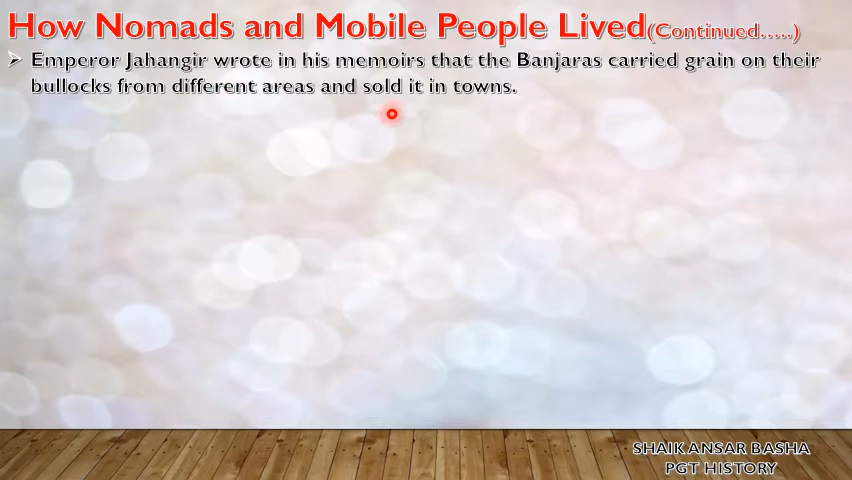 How Nomads and Mobile People Lived(Continued.....)
➤ Emperor Jahangir wrote in his memoirs that the Banjaras carried grain on their
bullocks from different areas and sold it in towns.
SHAIK ANSAR BASHA
PGT HISTORY